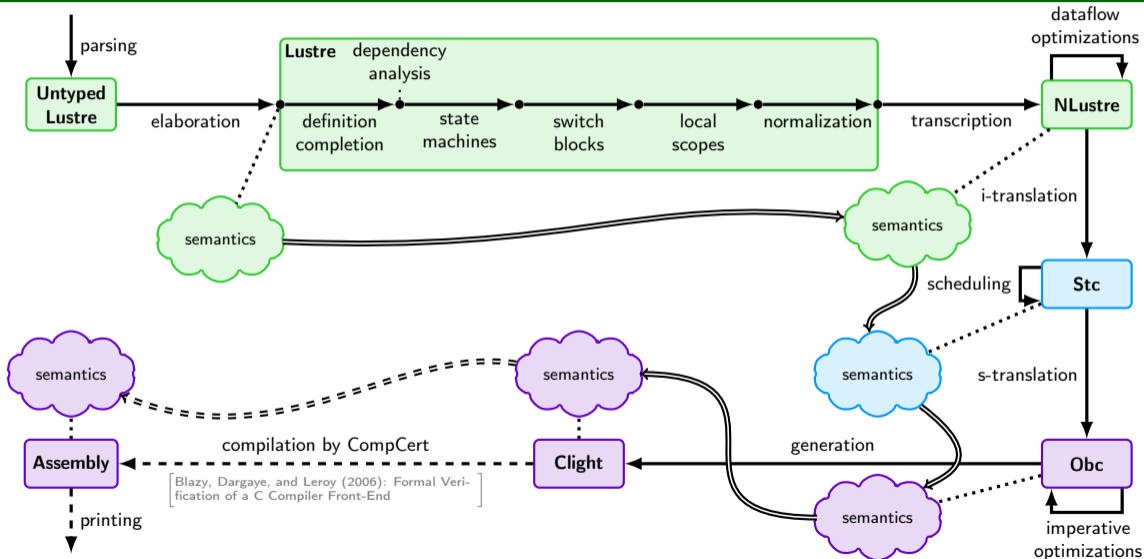 dataflow
optimizations
parsing
Lustre
dependency
analysis
Untyped
Lustre
elaboration
definition
completion
state
machines
switch
blocks
local
scopes
normalization
transcription
NLustre
i-translation
semantics
semantics
scheduling
Stc
semantics
semantics
semantics
s-translation
Assembly
compilation by CompCert
Blazy, Dargaye, and Leroy (2006): Formal Veri-
fication of a C Compiler Front-End
Clight
generation
Obc
semantics
printing
imperative
optimizations